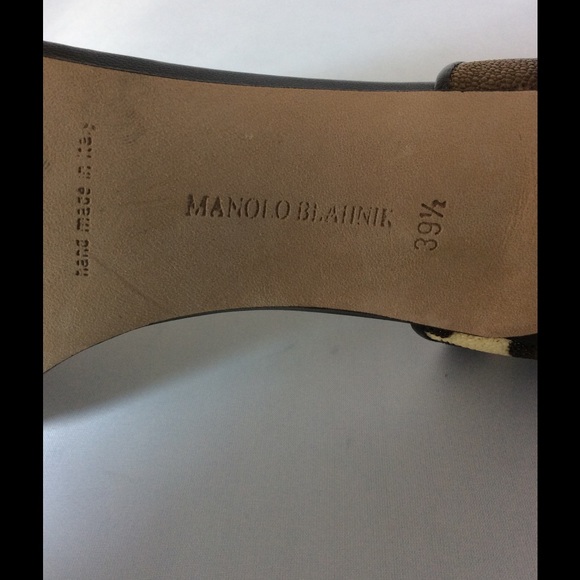 hand made in italy
MANOLO BLAHNIK
39½